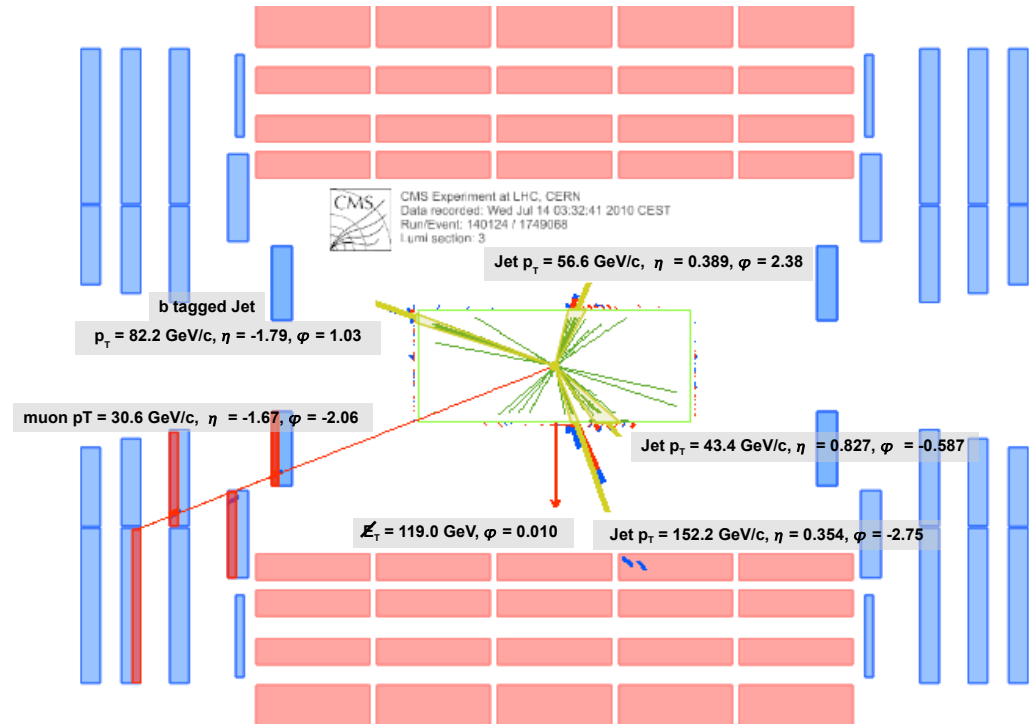 CMS
CMS Experiment at LHC, CERN
Data recorded: Wed Jul 14 03:32:41 2010 CEST
Run/Event: 140124 / 1749068
Lumi section: 3
Jet pT = 56.6 GeV/c, η = 0.389, φ = 2.38
b tagged Jet
pT = 82.2 GeV/c, η = -1.79, φ = 1.03
muon pT = 30.6 GeV/c, η = -1.67, φ = -2.06
Jet pT = 43.4 GeV/c, η = 0.827, φ = -0.587
E̸T = 119.0 GeV, φ = 0.010
Jet pT = 152.2 GeV/c, η = 0.354, φ = -2.75